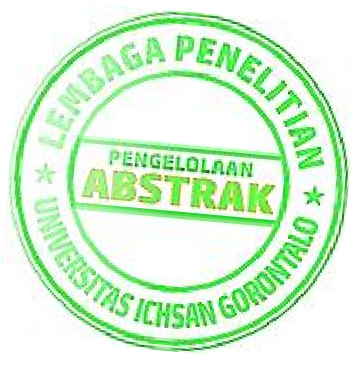 LEMBAGA PENELITIAN
PENGELOLAAN
ABSTRAK
UNIVERSITAS ICHSAN GORONTALO